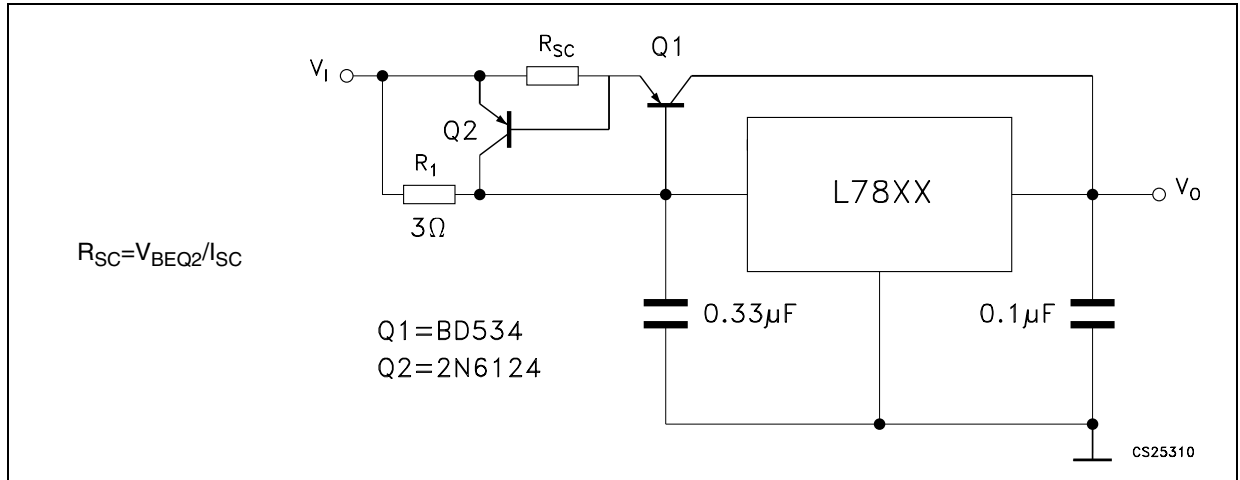 R_SC
Q1
V_I
Q2
R_1
3Ω
L78XX
V_O
R_SC=V_BEQ2/I_SC
0.33µF
0.1µF
Q1=BD534
Q2=2N6124
CS25310